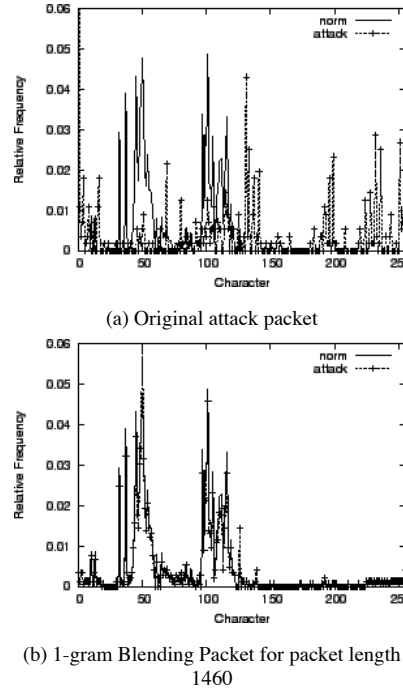 norm
attack
Relative Frequency
0.06
0.05
0.04
0.03
0.02
0.01
0
0 50 100 150 200 25
Character
(a) Original attack packet
norm
attack
Relative Frequency
0.06
0.05
0.04
0.03
0.02
0.01
0
0 50 100 150 200 25
Character
(b) 1-gram Blending Packet for packet length
1460